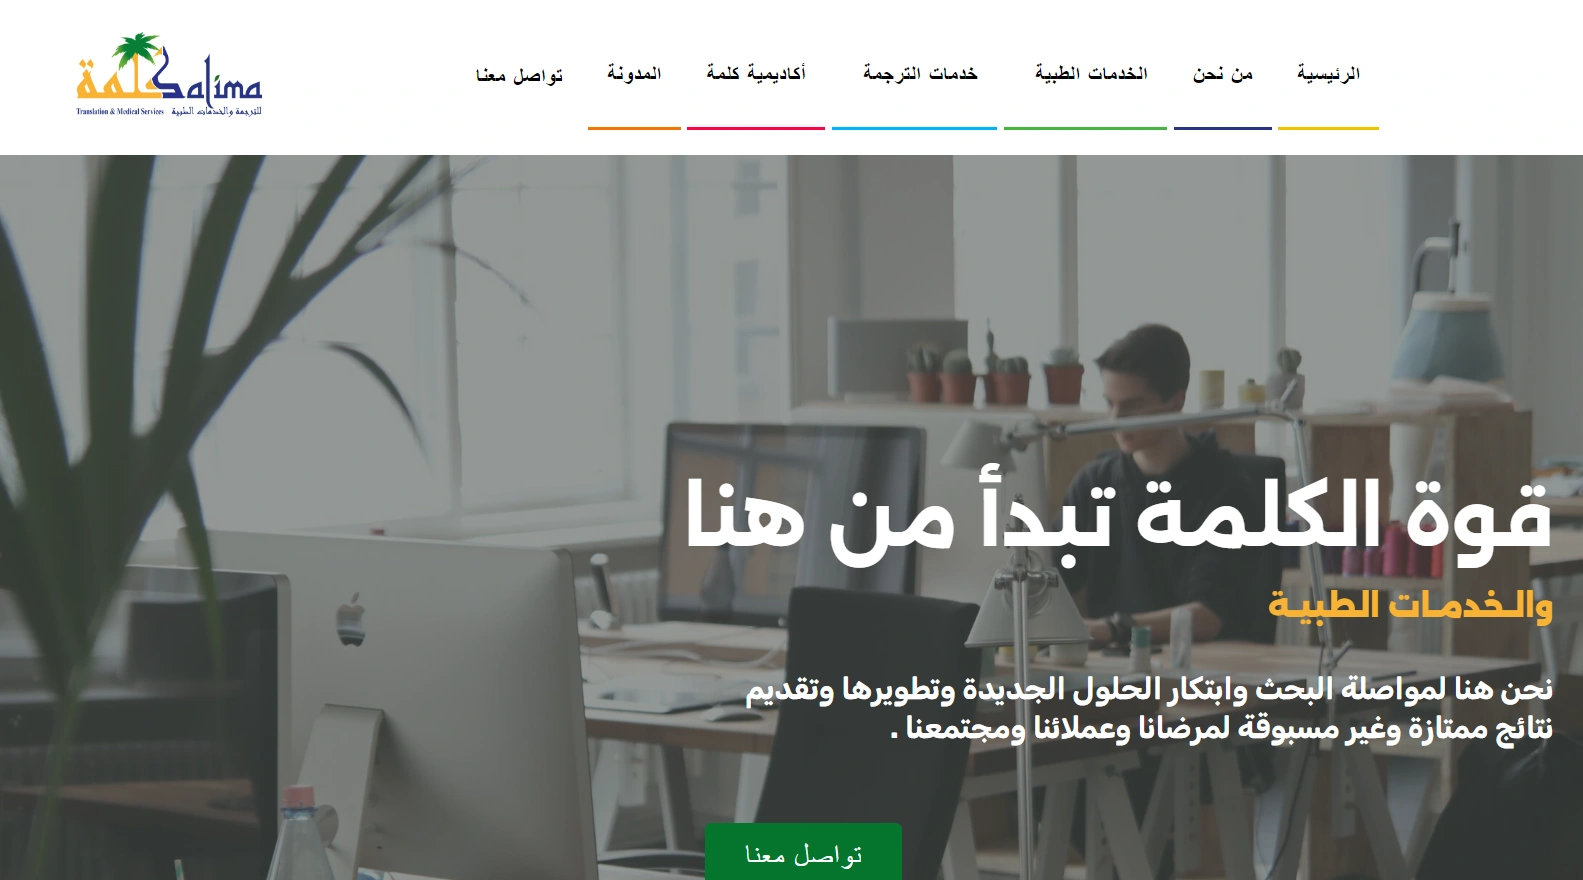 الرئيسية
من نحن
الخدمات الطبية
خدمات الترجمة
أكاديمية كلمة
المدونة
تواصل معنا
كلمة Kalima
للترجمة والخدمات الطبية Translation & Medical Services
قوة الكلمة تبدأ من هنا
والـخدمـات الطبيـة
نحن هنا لمواصلة البحث وابتكار الحلول الجديدة وتطويرها وتقديم
نتائج ممتازة وغير مسبوقة لمرضانا وعملائنا ومجتمعنا .
تواصل معنا